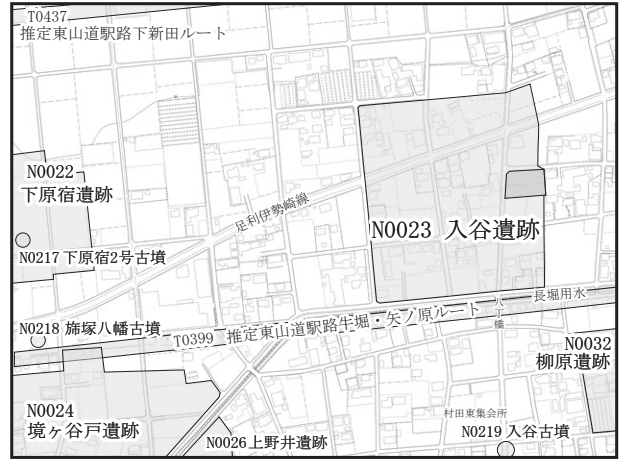 T0437
推定東山道駅路下新田ルート
N0022
下原宿遺跡
足利伊勢崎線
N0023 入谷遺跡
N0217 下原宿2号古墳
長堀用水
八丁橋
N0218 旆塚八幡古墳
T0399 推定東山道駅路牛堀・矢ノ原ルート
N0032
柳原遺跡
N0024
境ヶ谷戸遺跡
村田東集会所
N0026 上野井遺跡
N0219 入谷古墳